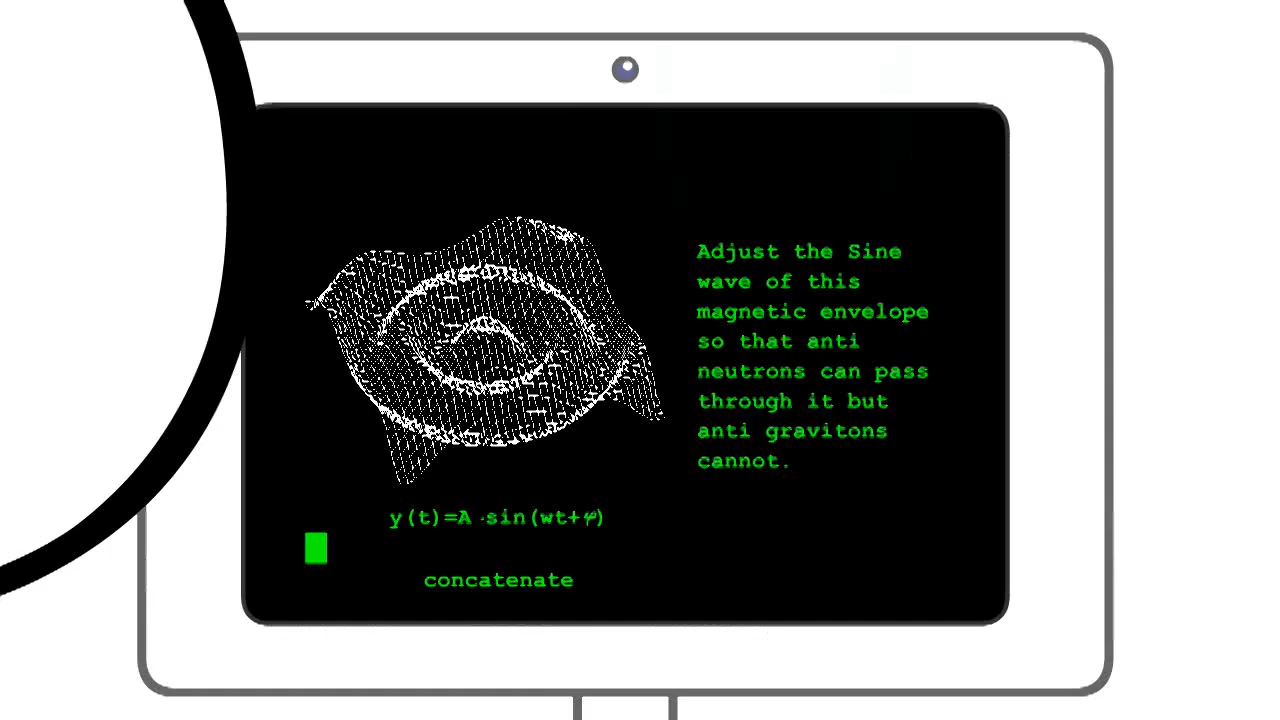 Adjust the Sine
wave of this
magnetic envelope
so that anti
neutrons can pass
through it but
anti gravitons
cannot.
y(t)=A·sin(wt+φ)
concatenate